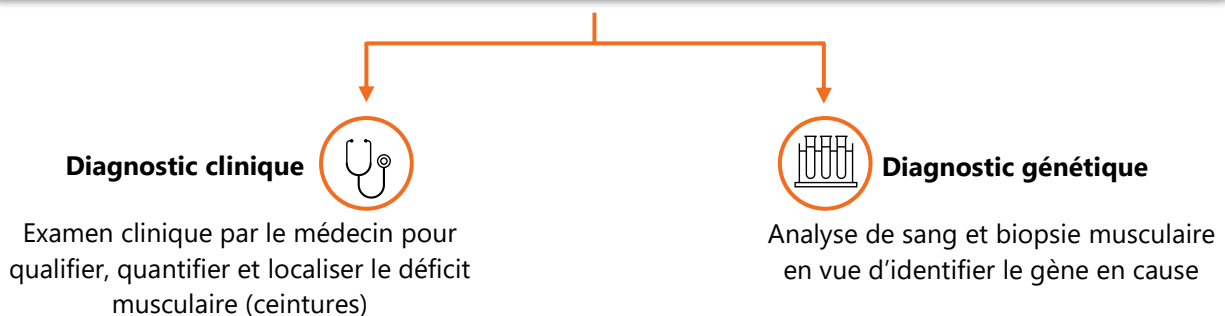 Diagnostic clinique
Examen clinique par le médecin pour
qualifier, quantifier et localiser le déficit
musculaire (ceintures)
Diagnostic génétique
Analyse de sang et biopsie musculaire
en vue d’identifier le gène en cause